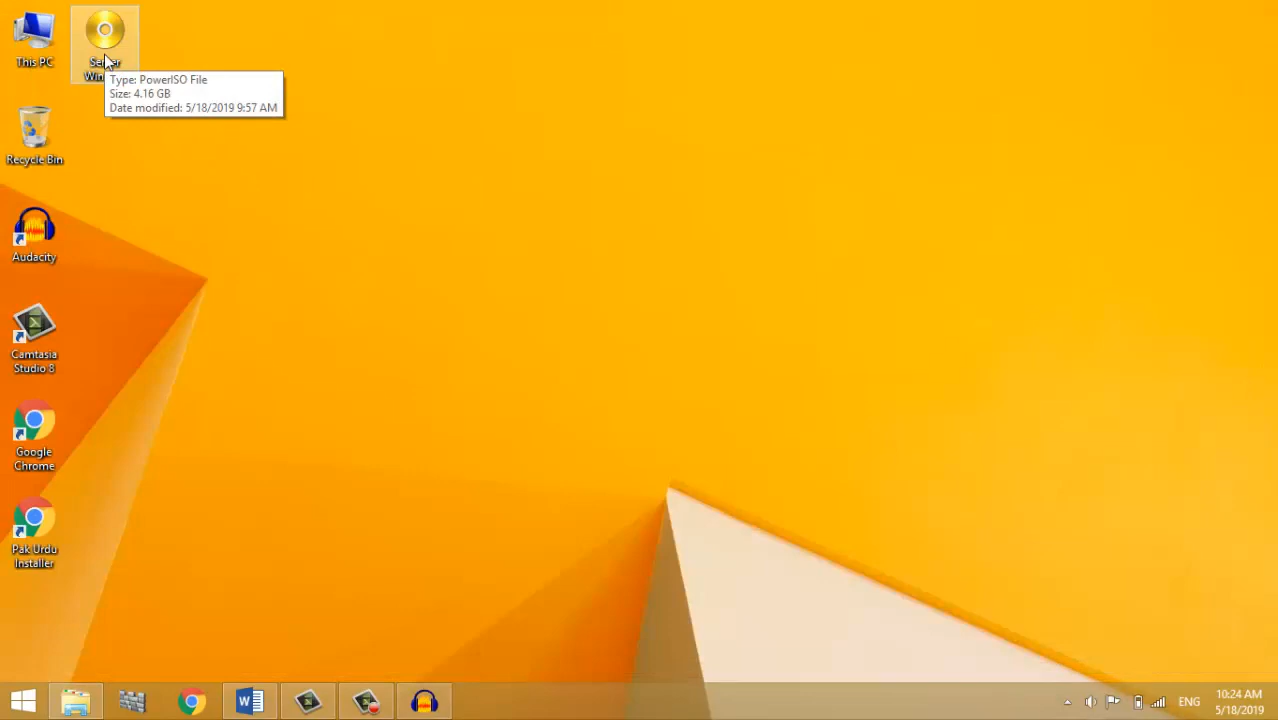 This PC
Type: PowerISO File
Size: 4.16 GB
Date modified: 5/18/2019 9:57 AM
Recycle Bin
Audacity
Camtasia
Studio 8
Google
Chrome
Pak Urdu
Installer
ENG
10:24 AM
5/18/2019